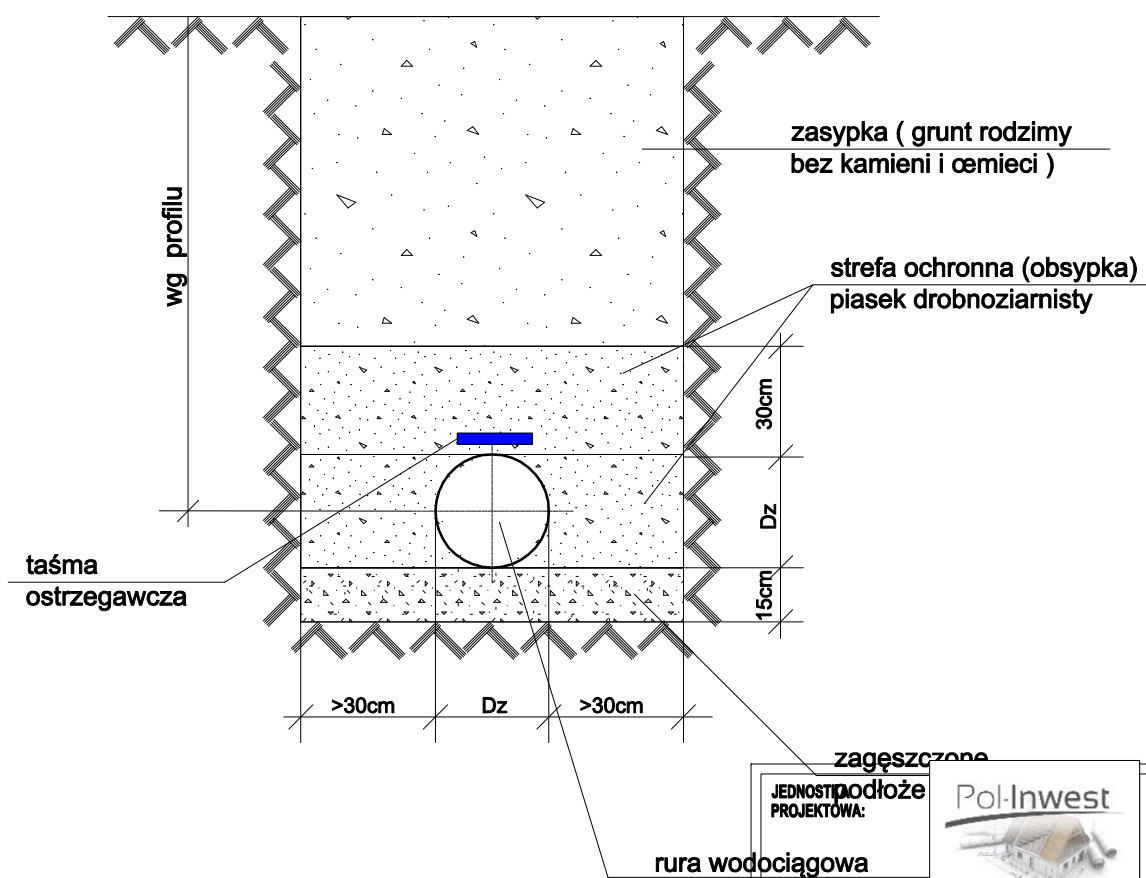 zasypka ( grunt rodzimy
bez kamieni i œmieci )
wg profilu
strefa ochronna (obsypka)
piasek drobnoziarnisty
30cm
Dz
15cm
taśma
ostrzegawcza
>30cm
Dz
>30cm
zagęszczone
podłoże
JEDNOSTKA
PROJEKTOWA:
Pol-Inwest
rura wodociągowa